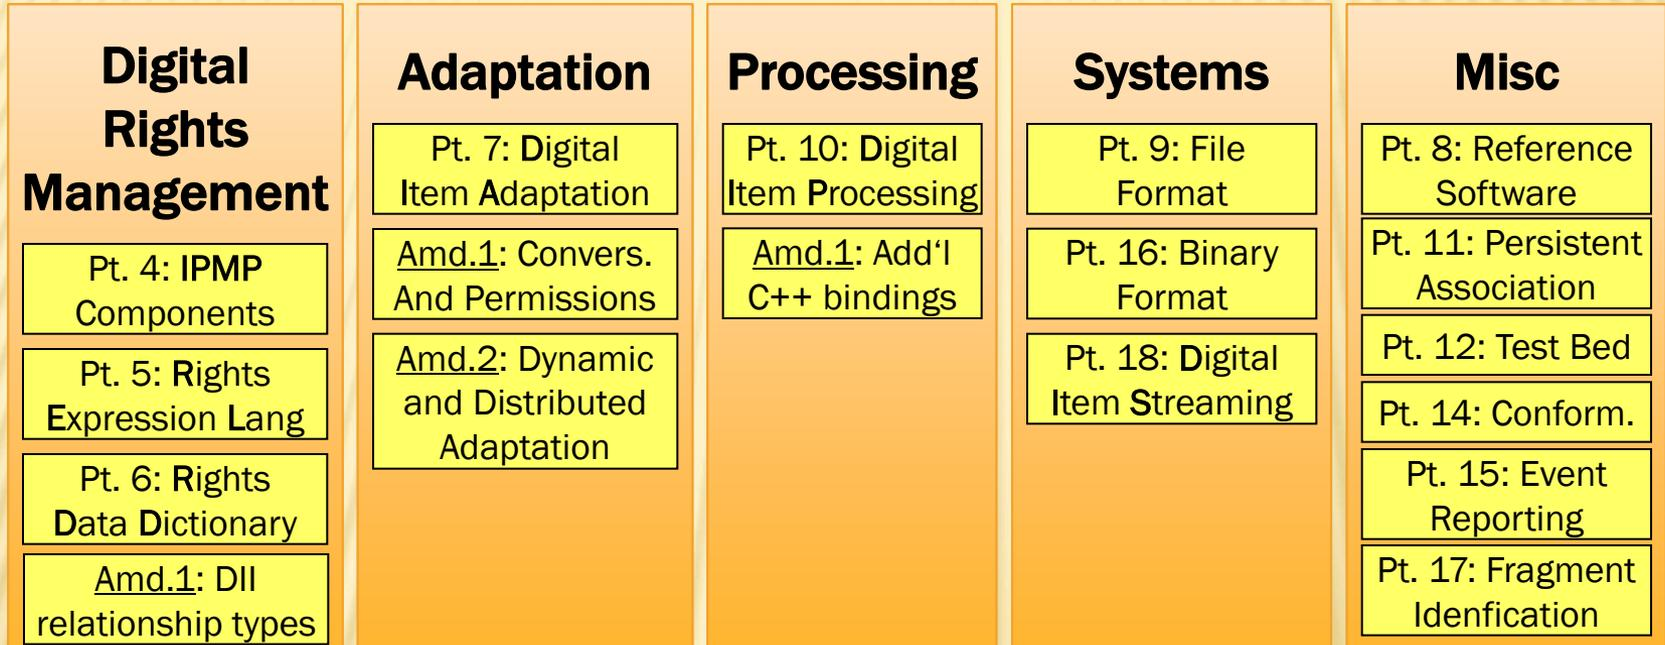 Digital
Rights
Management
Pt. 4: IPMP
Components
Pt. 5: Rights
Expression Lang
Pt. 6: Rights
Data Dictionary
Amd.1: DII
relationship types
Adaptation
Pt. 7: Digital
Item Adaptation
Amd.1: Convers.
And Permissions
Amd.2: Dynamic
and Distributed
Adaptation
Processing
Pt. 10: Digital
Item Processing
Amd.1: Add‘l
C++ bindings
Systems
Pt. 9: File
Format
Pt. 16: Binary
Format
Pt. 18: Digital
Item Streaming
Misc
Pt. 8: Reference
Software
Pt. 11: Persistent
Association
Pt. 12: Test Bed
Pt. 14: Conform.
Pt. 15: Event
Reporting
Pt. 17: Fragment
Idenfication